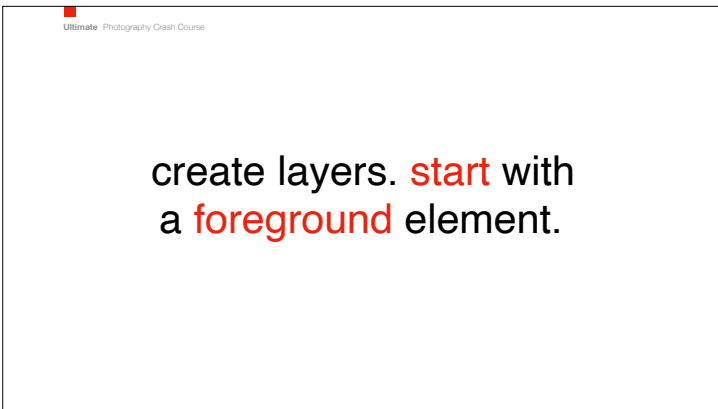 Ultimate Photography Crash Course
create layers. start with
a foreground element.